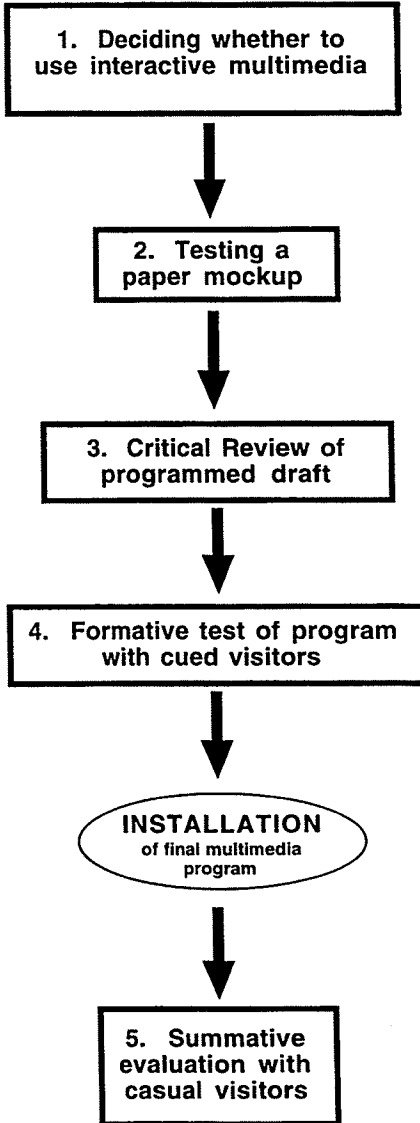 1. Deciding whether to
use interactive multimedia
2. Testing a
paper mockup
3. Critical Review of
programmed draft
4. Formative test of program
with cued visitors
INSTALLATION
of final multimedia
program
5. Summative
evaluation with
casual visitors